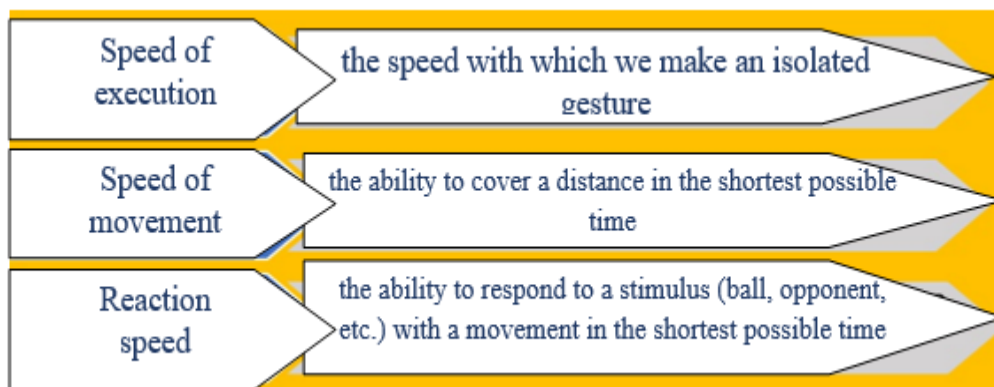 Speed of
execution
the speed with which we make an isolated
gesture
Speed of
movement
the ability to cover a distance in the shortest possible
time
Reaction
speed
the ability to respond to a stimulus (ball, opponent,
etc.) with a movement in the shortest possible time